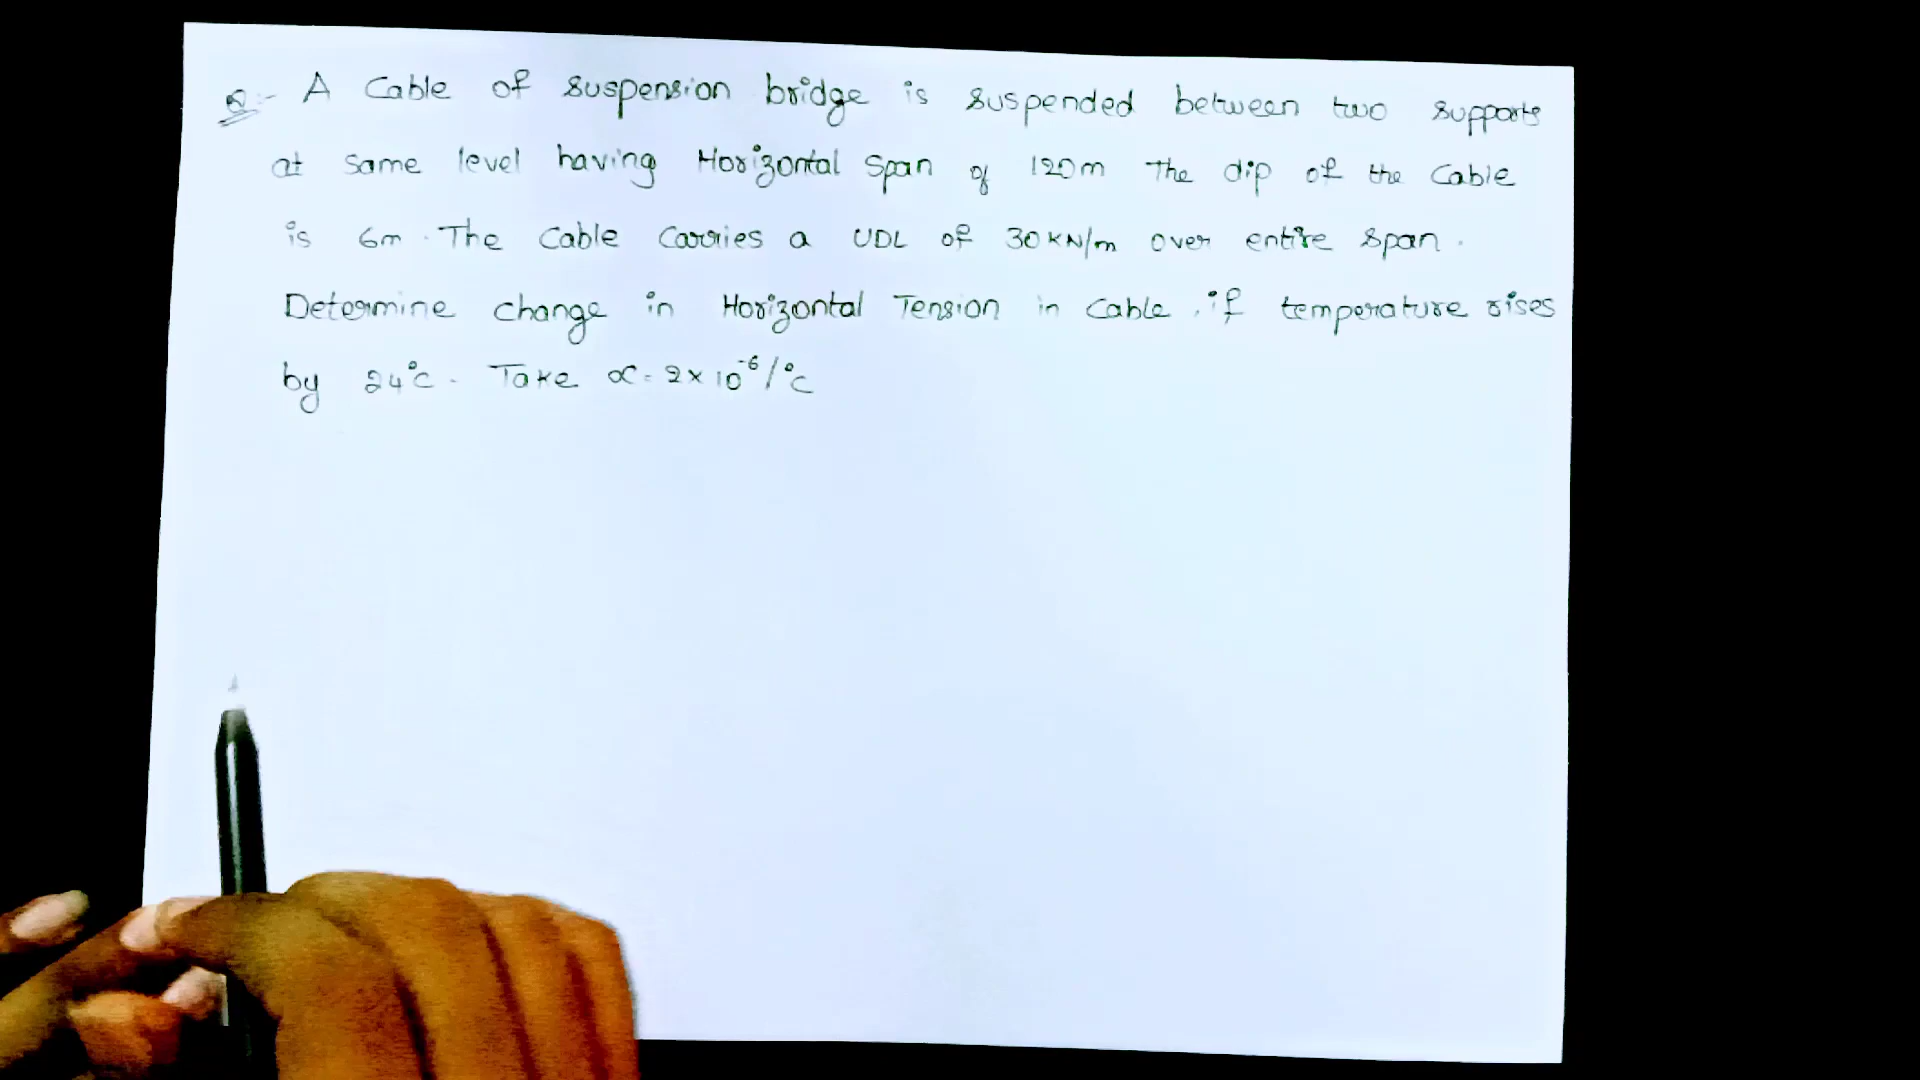 Q:- A Cable of suspension bridge is suspended between two supports
at same level having Horizontal Span of 120m The dip of the Cable
is 6m. The Cable Carries a UDL of 30KN/m over entire span.
Determine change in Horizontal Tension in Cable, if temperature rises
by 24°C. Take ∝ = 2×10⁻⁶/°C